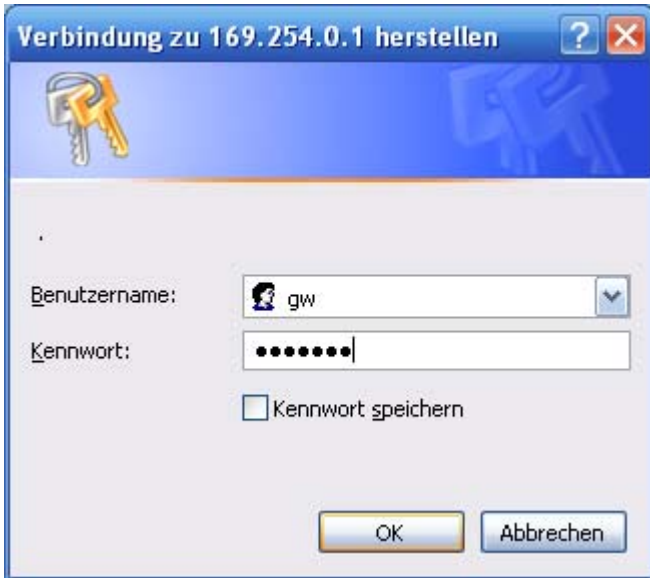 Verbindung zu 169.254.0.1 herstellen
.
Benutzername: gw
Kennwort: •••••••
Kennwort speichern
OK Abbrechen